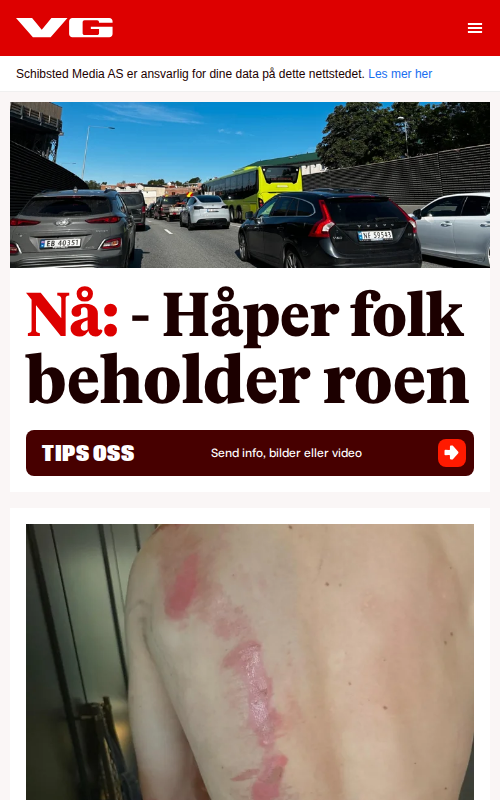 VG
Schibsted Media AS er ansvarlig for dine data på dette nettstedet. Les mer her
EB 40351
NF 59543
Nå: - Håper folk
beholder roen
TIPS OSS
Send info, bilder eller video